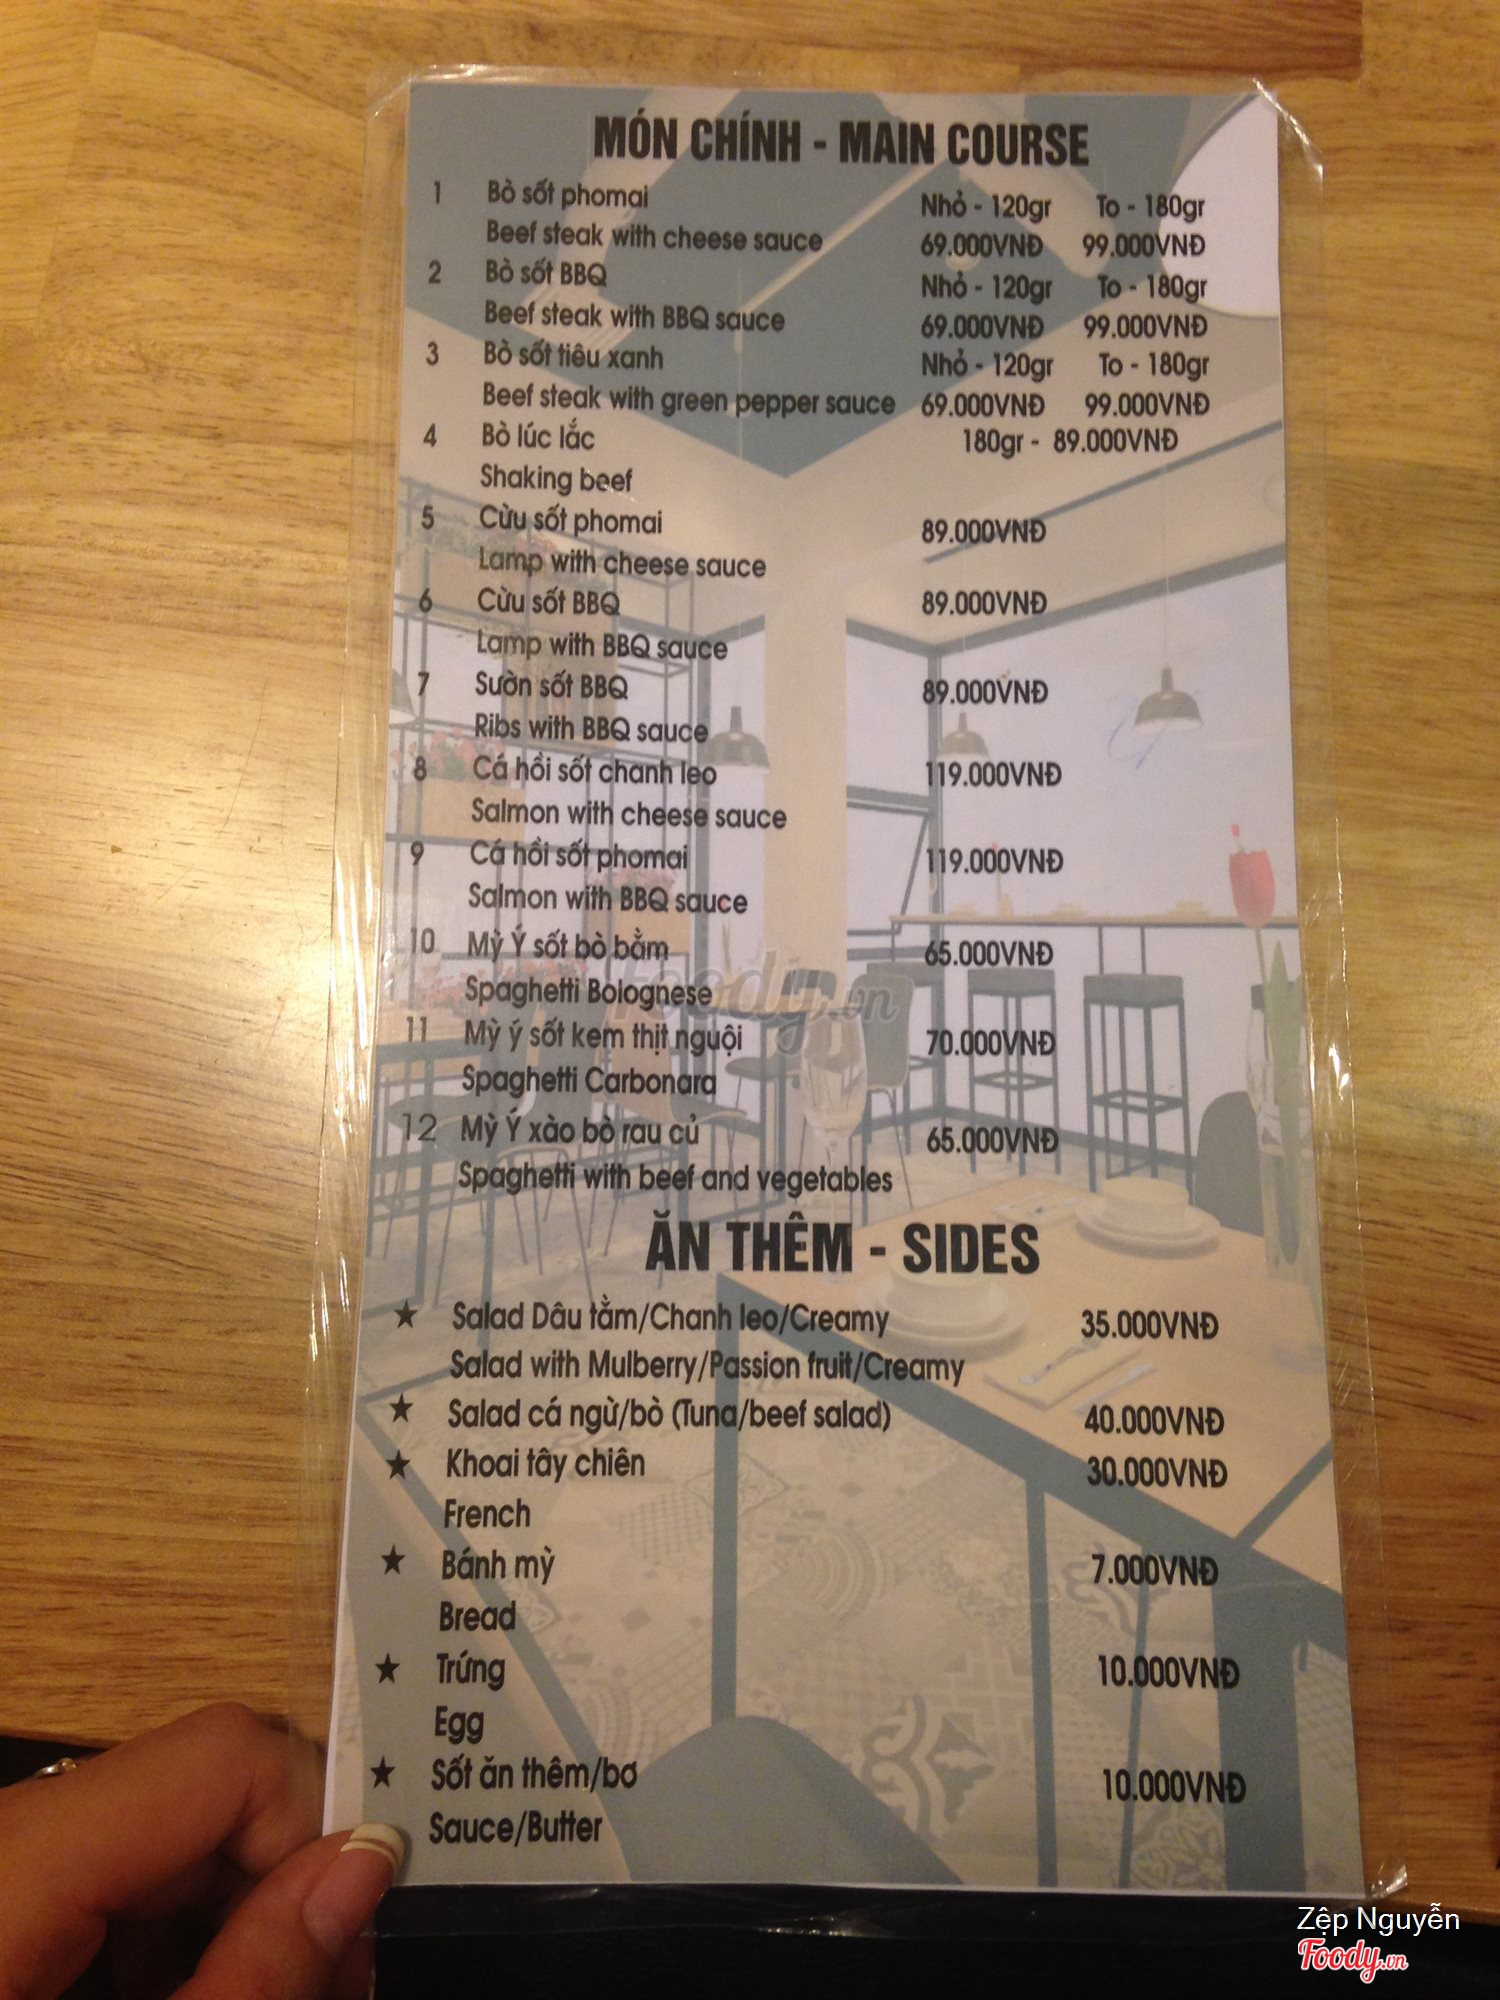 MÓN CHÍNH - MAIN COURSE
1 Bò sốt phomai Nhỏ - 120gr To - 180gr
Beef steak with cheese sauce 69.000VNĐ 99.000VNĐ
2 Bò sốt BBQ Nhỏ - 120gr To - 180gr
Beef steak with BBQ sauce 69.000VNĐ 99.000VNĐ
3 Bò sốt tiêu xanh Nhỏ - 120gr To - 180gr
Beef steak with green pepper sauce 69.000VNĐ 99.000VNĐ
4 Bò lúc lắc 180gr - 89.000VNĐ
Shaking beef
5 Cừu sốt phomai 89.000VNĐ
Lamp with cheese sauce
6 Cừu sốt BBQ 89.000VNĐ
Lamp with BBQ sauce
7 Sườn sốt BBQ 89.000VNĐ
Ribs with BBQ sauce
8 Cá hồi sốt chanh leo 119.000VNĐ
Salmon with cheese sauce
9 Cá hồi sốt phomai 119.000VNĐ
Salmon with BBQ sauce
10 Mỳ Ý sốt bò bằm 65.000VNĐ
Spaghetti Bolognese
Foody.vn
11 Mỳ ý sốt kem thịt nguội 70.000VNĐ
Spaghetti Carbonara
12 Mỳ Ý xào bò rau củ 65.000VNĐ
Spaghetti with beef and vegetables
ĂN THÊM - SIDES
★ Salad Dâu tằm/Chanh leo/Creamy 35.000VNĐ
Salad with Mulberry/Passion fruit/Creamy
★ Salad cá ngừ/bò (Tuna/beef salad) 40.000VNĐ
★ Khoai tây chiên 30.000VNĐ
French
★ Bánh mỳ 7.000VNĐ
Bread
★ Trứng 10.000VNĐ
Egg
★ Sốt ăn thêm/bơ 10.000VNĐ
Sauce/Butter
Zệp Nguyễn
Foody.vn